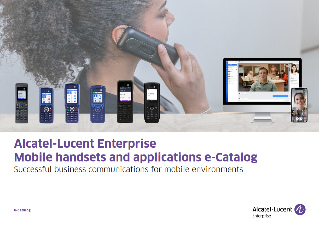 Alcatel-Lucent Enterprise
Mobile handsets and applications e-Catalog
Successful business communications for mobile environments
Alcatel-Lucent
Enterprise